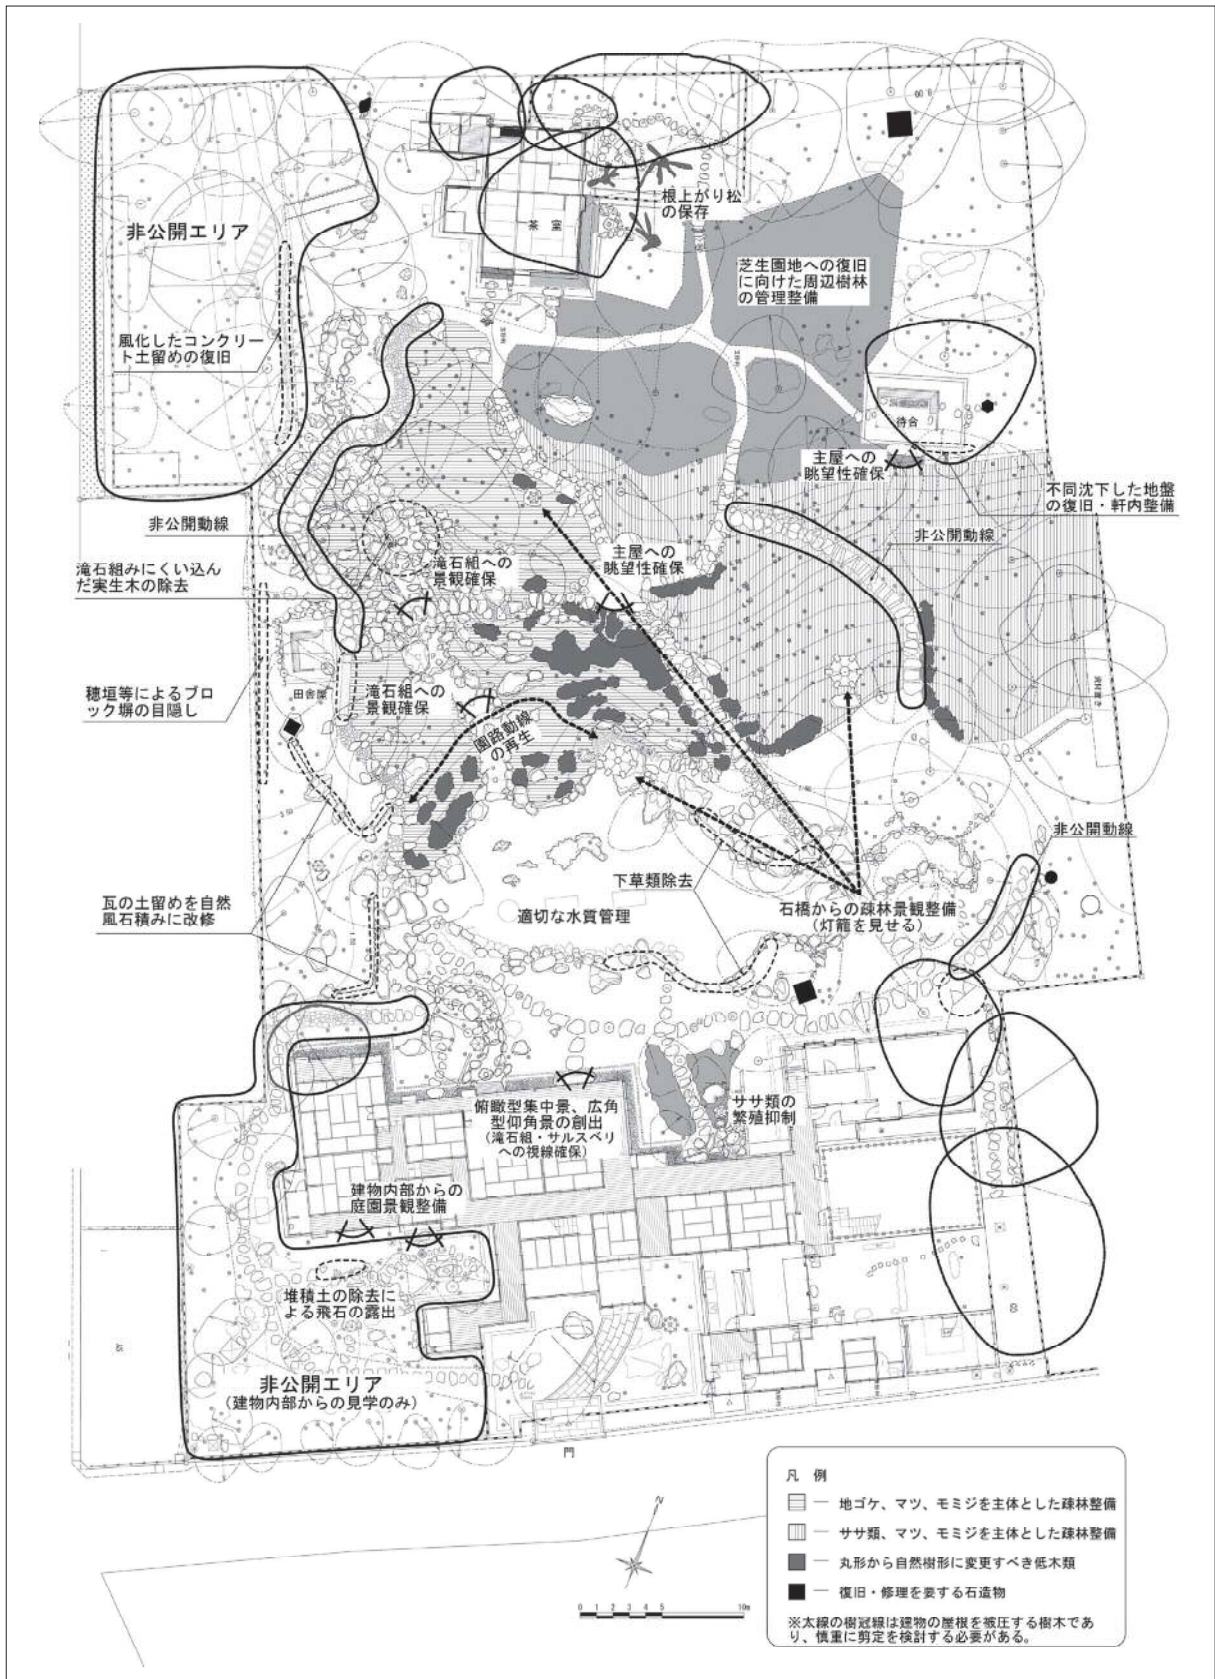 根上がり松
の保存
茶室
非公開エリア
芝生園地への復旧
に向けた周辺樹林
の管理整備
風化したコンクリー
ト土留めの復旧
待合
主屋への
眺望性確保
不同沈下した地盤
の復旧・軒内整備
非公開動線
非公開動線
滝石組への
景観確保
主屋への
眺望性確保
滝石組みにくい込ん
だ実生木の除去
田舎屋
穂垣等によるブロ
ック塀の目隠し
滝石組への
景観確保
園路動線
の再生
非公開動線
下草類除去
瓦の土留めを自然
風石積みに改修
適切な水質管理
石橋からの疎林景観整備
(灯籠を見せる)
俯瞰型集中景、広角
型仰角景の創出
(滝石組・サルスベリ
への視線確保)
ササ類の
繁殖抑制
建物内部からの
庭園景観整備
堆積土の除去に
よる飛石の露出
非公開エリア
(建物内部からの見学のみ)
門
凡 例
地ゴケ、マツ、モミジを主体とした疎林整備
ササ類、マツ、モミジを主体とした疎林整備
丸形から自然樹形に変更すべき低木類
復旧・修理を要する石造物
※太線の樹冠線は建物の屋根を被圧する樹木であ
り、慎重に剪定を検討する必要がある。
N
0 1 2 3 4 5 10m